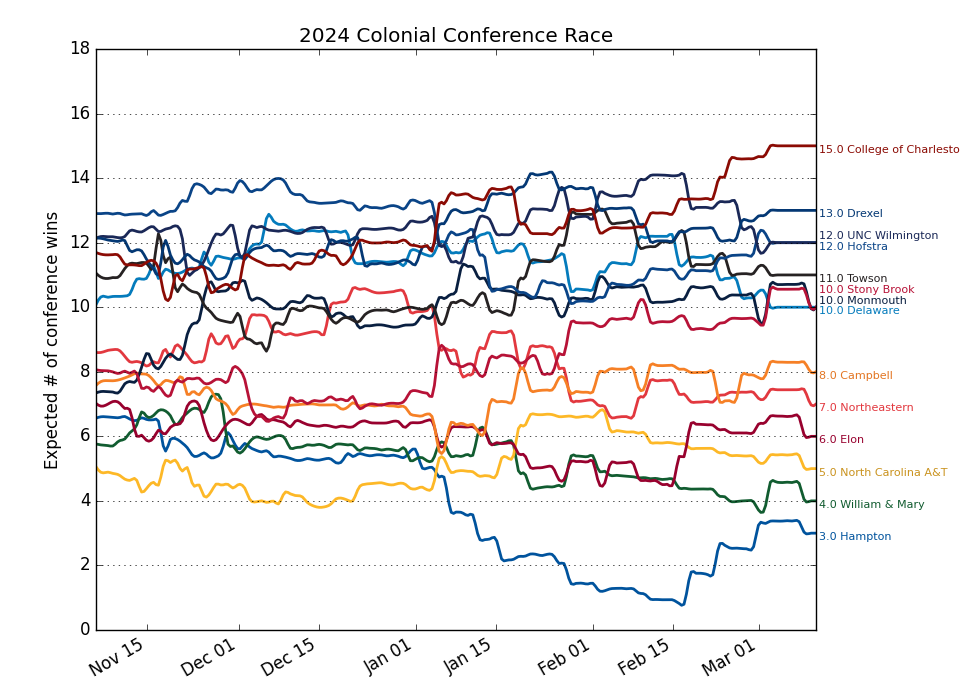 2024 Colonial Conference Race
Expected # of conference wins
18
16
14
12
10
8
6
4
2
0
Nov 15
Dec 01
Dec 15
Jan 01
Jan 15
Feb 01
Feb 15
Mar 01
15.0 College of Charlesto
13.0 Drexel
12.0 UNC Wilmington
12.0 Hofstra
11.0 Towson
10.0 Stony Brook
10.0 Monmouth
10.0 Delaware
8.0 Campbell
7.0 Northeastern
6.0 Elon
5.0 North Carolina A&T
4.0 William & Mary
3.0 Hampton